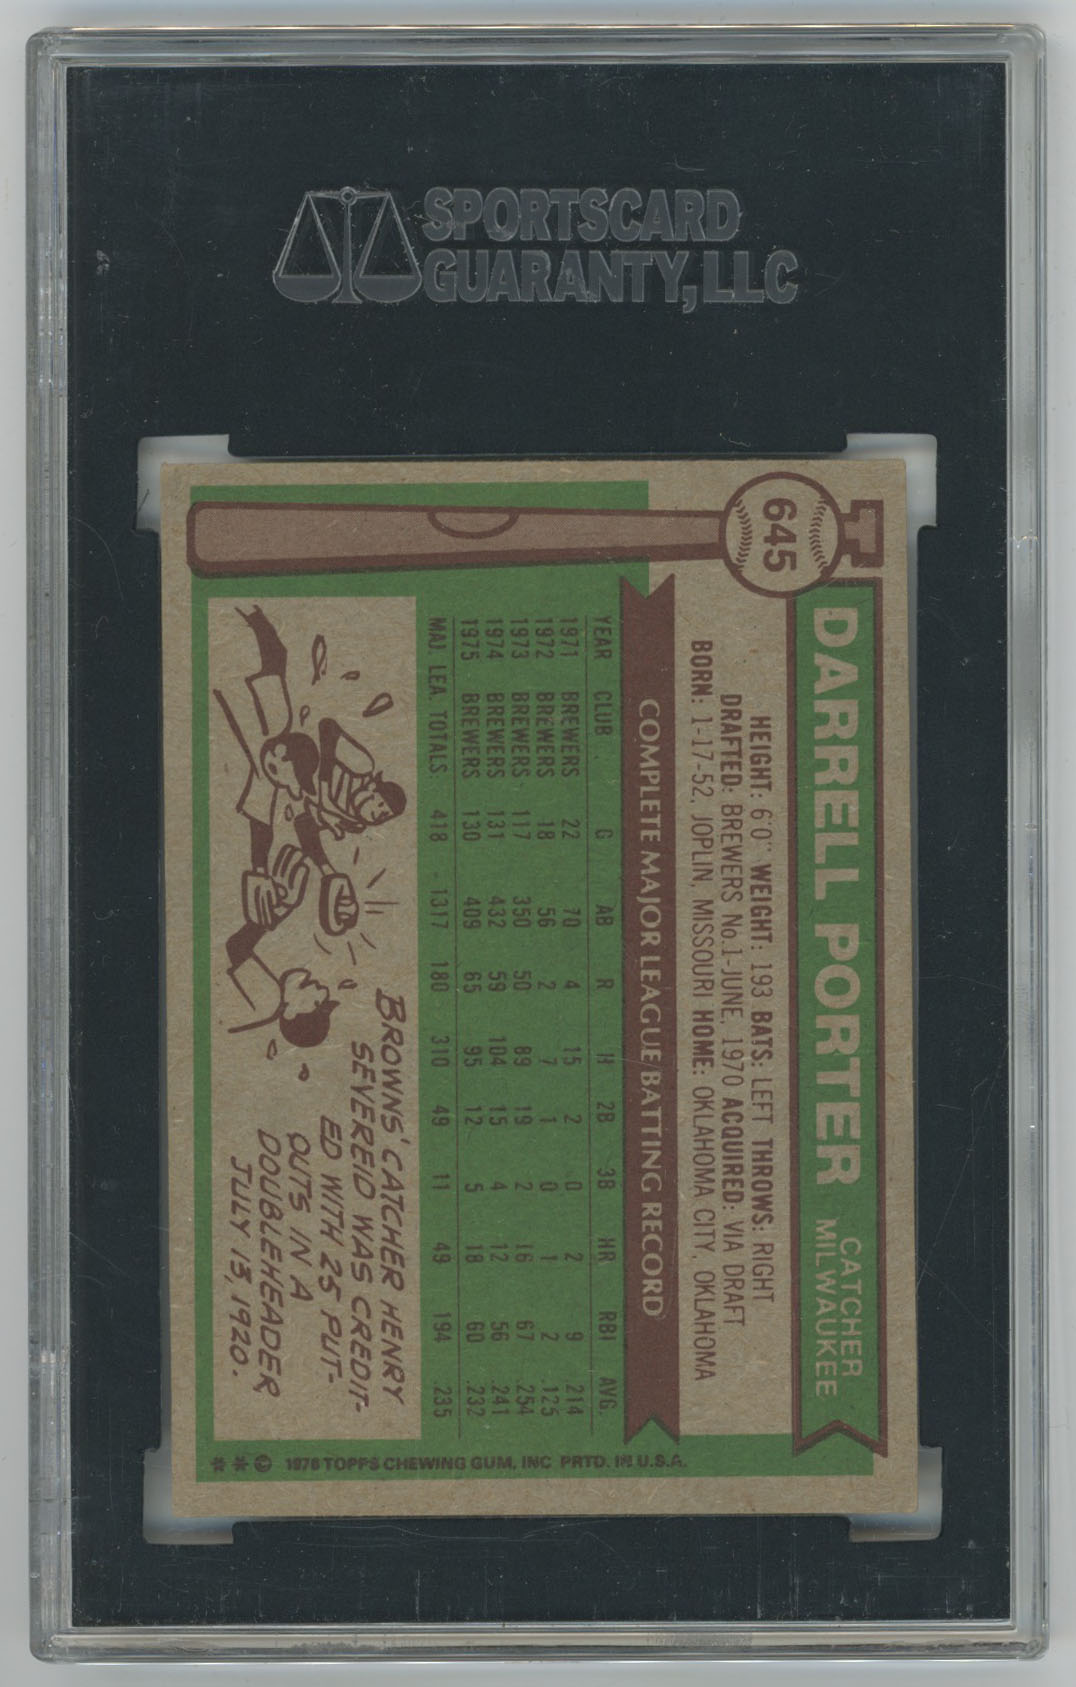 SPORTSCARD
GUARANTY, LLC
645
DARRELL PORTER
CATCHER
MILWAUKEE
HEIGHT: 6'0" WEIGHT: 193 BATS: LEFT THROWS: RIGHT
DRAFTED: BREWERS No.1-JUNE, 1970 ACQUIRED: VIA DRAFT
BORN: 1-17-52, JOPLIN, MISSOURI HOME: OKLAHOMA CITY, OKLAHOMA
COMPLETE MAJOR LEAGUE BATTING RECORD
YEAR CLUB G AB R H 2B 3B HR RBI AVG.
1971 BREWERS 22 70 4 15 2 0 2 9 .214
1972 BREWERS 18 56 2 7 1 0 1 2 .125
1973 BREWERS 117 350 50 89 19 2 16 67 .254
1974 BREWERS 131 432 59 104 15 4 12 56 .241
1975 BREWERS 130 409 65 95 12 5 18 60 .232
MAJ. LEA. TOTALS 418 1317 180 310 49 11 49 194 .235
BROWNS' CATCHER HENRY
SEVEREID WAS CREDIT-
ED WITH 25 PUT-
OUTS IN A
DOUBLEHEADER
JULY 13, 1920.
** © 1976 TOPPS CHEWING GUM, INC PRTD. IN U.S.A.